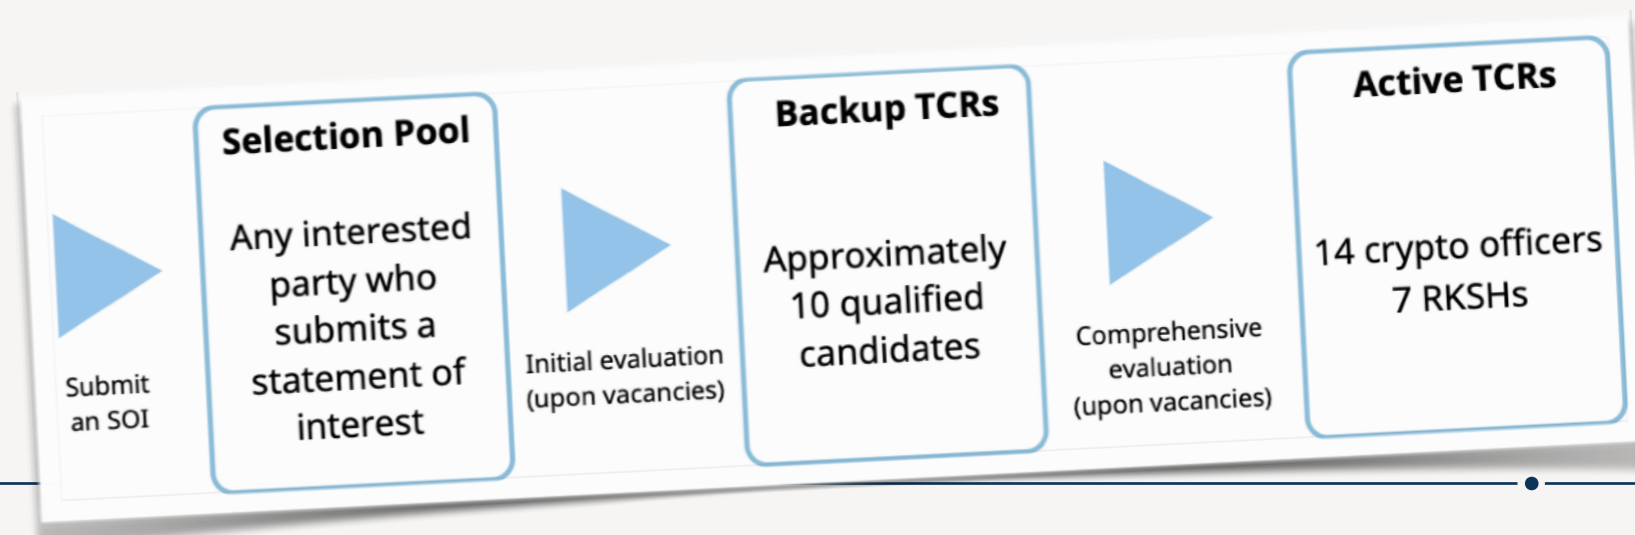 Submit
an SOI
Selection Pool
Any interested
party who
submits a
statement of
interest
Initial evaluation
(upon vacancies)
Backup TCRs
Approximately
10 qualified
candidates
Comprehensive
evaluation
(upon vacancies)
Active TCRs
14 crypto officers
7 RKSHs